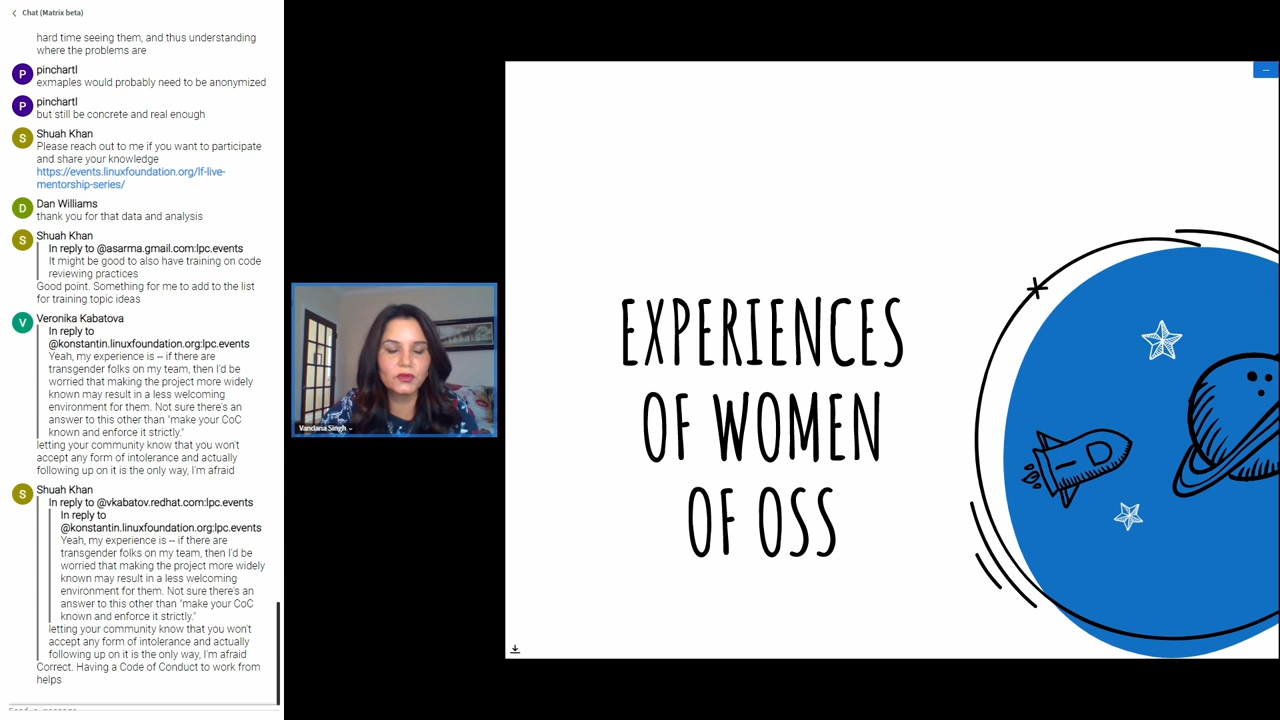 Chat (Matrix beta)
hard time seeing them, and thus understanding
where the problems are
P
pinchartl
exmaples would probably need to be anonymized
P
pinchartl
but still be concrete and real enough
S
Shuah Khan
Please reach out to me if you want to participate
and share your knowledge
https://events.linuxfoundation.org/lf-live-
mentorship-series/
D
Dan Williams
thank you for that data and analysis
S
Shuah Khan
In reply to @asarma.gmail.com:lpc.events
It might be good to also have training on code
reviewing practices
Good point. Something for me to add to the list
for training topic ideas
V
Veronika Kabatova
In reply to
@konstantin.linuxfoundation.org:lpc.events
Yeah, my experience is -- if there are
transgender folks on my team, then I'd be
worried that making the project more widely
known may result in a less welcoming
environment for them. Not sure there's an
answer to this other than "make your CoC
known and enforce it strictly."
letting your community know that you won't
accept any form of intolerance and actually
following up on it is the only way, I'm afraid
S
Shuah Khan
In reply to @vkabatov.redhat.com:lpc.events
In reply to
@konstantin.linuxfoundation.org:lpc.events
Yeah, my experience is -- if there are
transgender folks on my team, then I'd be
worried that making the project more widely
known may result in a less welcoming
environment for them. Not sure there's an
answer to this other than "make your CoC
known and enforce it strictly."
letting your community know that you won't
accept any form of intolerance and actually
following up on it is the only way, I'm afraid
Correct. Having a Code of Conduct to work from
helps
Vandana Singh
EXPERIENCES
OF WOMEN
OF OSS